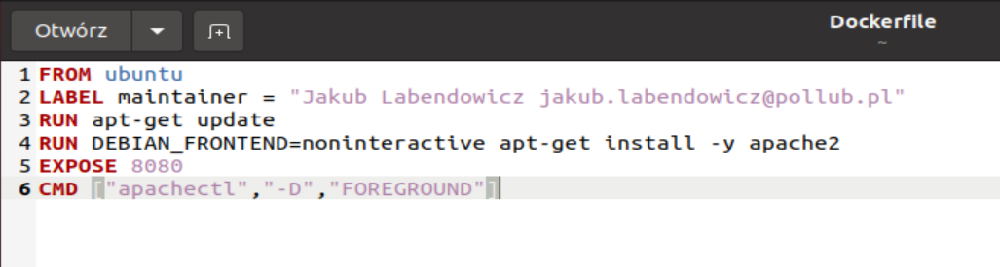 Otwórz
Dockerfile
~
1 FROM ubuntu
2 LABEL maintainer = "Jakub Labendowicz jakub.labendowicz@pollub.pl"
3 RUN apt-get update
4 RUN DEBIAN_FRONTEND=noninteractive apt-get install -y apache2
5 EXPOSE 8080
6 CMD ["apachectl","-D","FOREGROUND"]